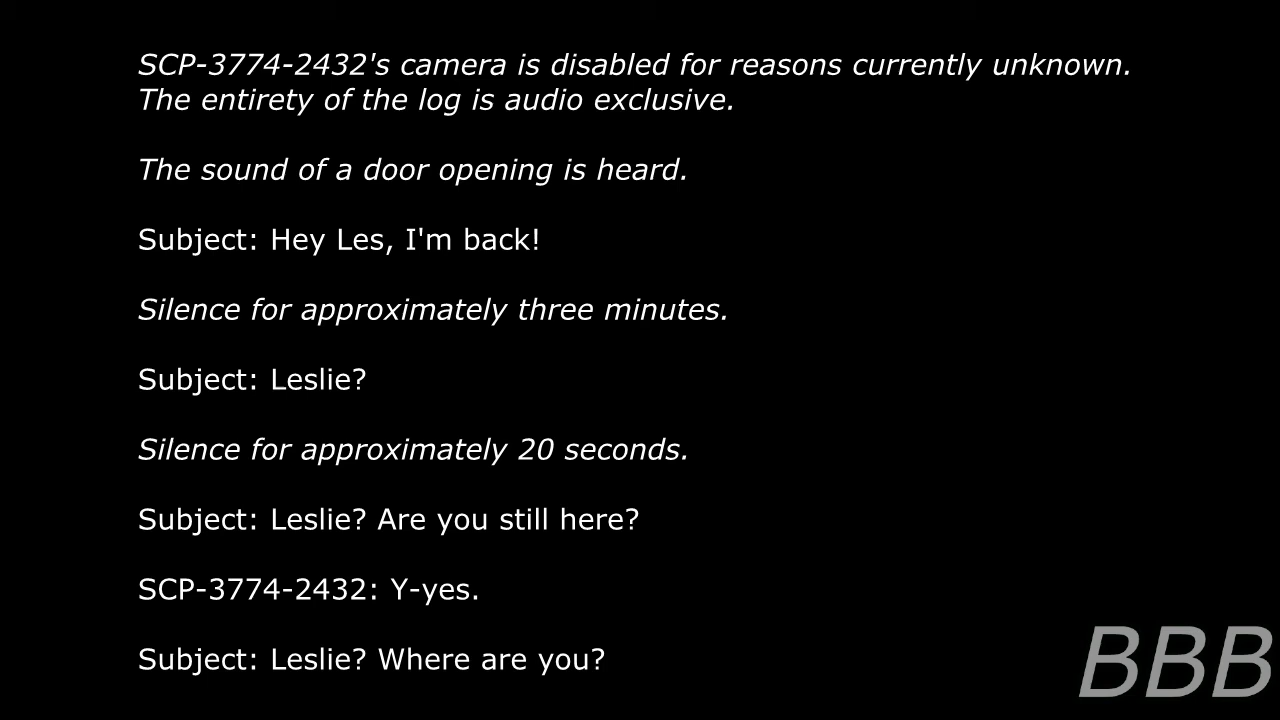 SCP-3774-2432's camera is disabled for reasons currently unknown.
The entirety of the log is audio exclusive.
The sound of a door opening is heard.
Subject: Hey Les, I'm back!
Silence for approximately three minutes.
Subject: Leslie?
Silence for approximately 20 seconds.
Subject: Leslie? Are you still here?
SCP-3774-2432: Y-yes.
Subject: Leslie? Where are you?
BBB